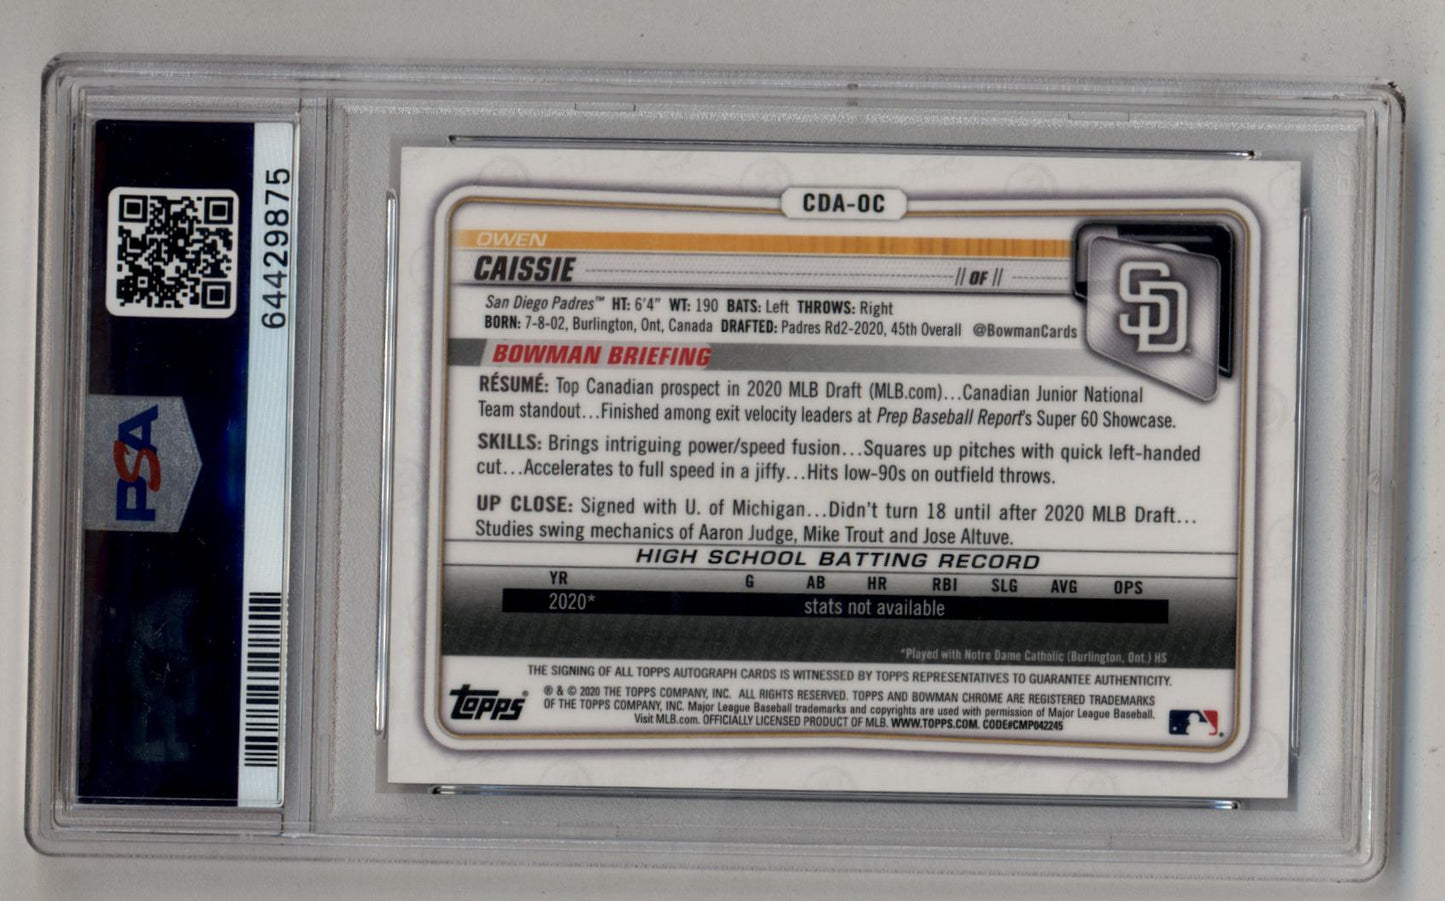 64429875
PSA
CDA-OC
OWEN
CAISSIE // OF //
San Diego Padres™ HT: 6'4" WT: 190 BATS: Left THROWS: Right
BORN: 7-8-02, Burlington, Ont, Canada DRAFTED: Padres Rd2-2020, 45th Overall @BowmanCards
SD
BOWMAN BRIEFING
RÉSUMÉ: Top Canadian prospect in 2020 MLB Draft (MLB.com)...Canadian Junior National
Team standout...Finished among exit velocity leaders at Prep Baseball Report's Super 60 Showcase.
SKILLS: Brings intriguing power/speed fusion...Squares up pitches with quick left-handed
cut...Accelerates to full speed in a jiffy...Hits low-90s on outfield throws.
UP CLOSE: Signed with U. of Michigan...Didn't turn 18 until after 2020 MLB Draft...
Studies swing mechanics of Aaron Judge, Mike Trout and Jose Altuve.
HIGH SCHOOL BATTING RECORD
YR G AB HR RBI SLG AVG OPS
2020* stats not available
*Played with Notre Dame Catholic (Burlington, Ont.) HS
THE SIGNING OF ALL TOPPS AUTOGRAPH CARDS IS WITNESSED BY TOPPS REPRESENTATIVES TO GUARANTEE AUTHENTICITY.
topps® ® & © 2020 THE TOPPS COMPANY, INC. ALL RIGHTS RESERVED. TOPPS AND BOWMAN CHROME ARE REGISTERED TRADEMARKS
OF THE TOPPS COMPANY, INC. Major League Baseball trademarks and copyrights are used with permission of Major League Baseball.
Visit MLB.com. OFFICIALLY LICENSED PRODUCT OF MLB. WWW.TOPPS.COM. CODE#CMP042245